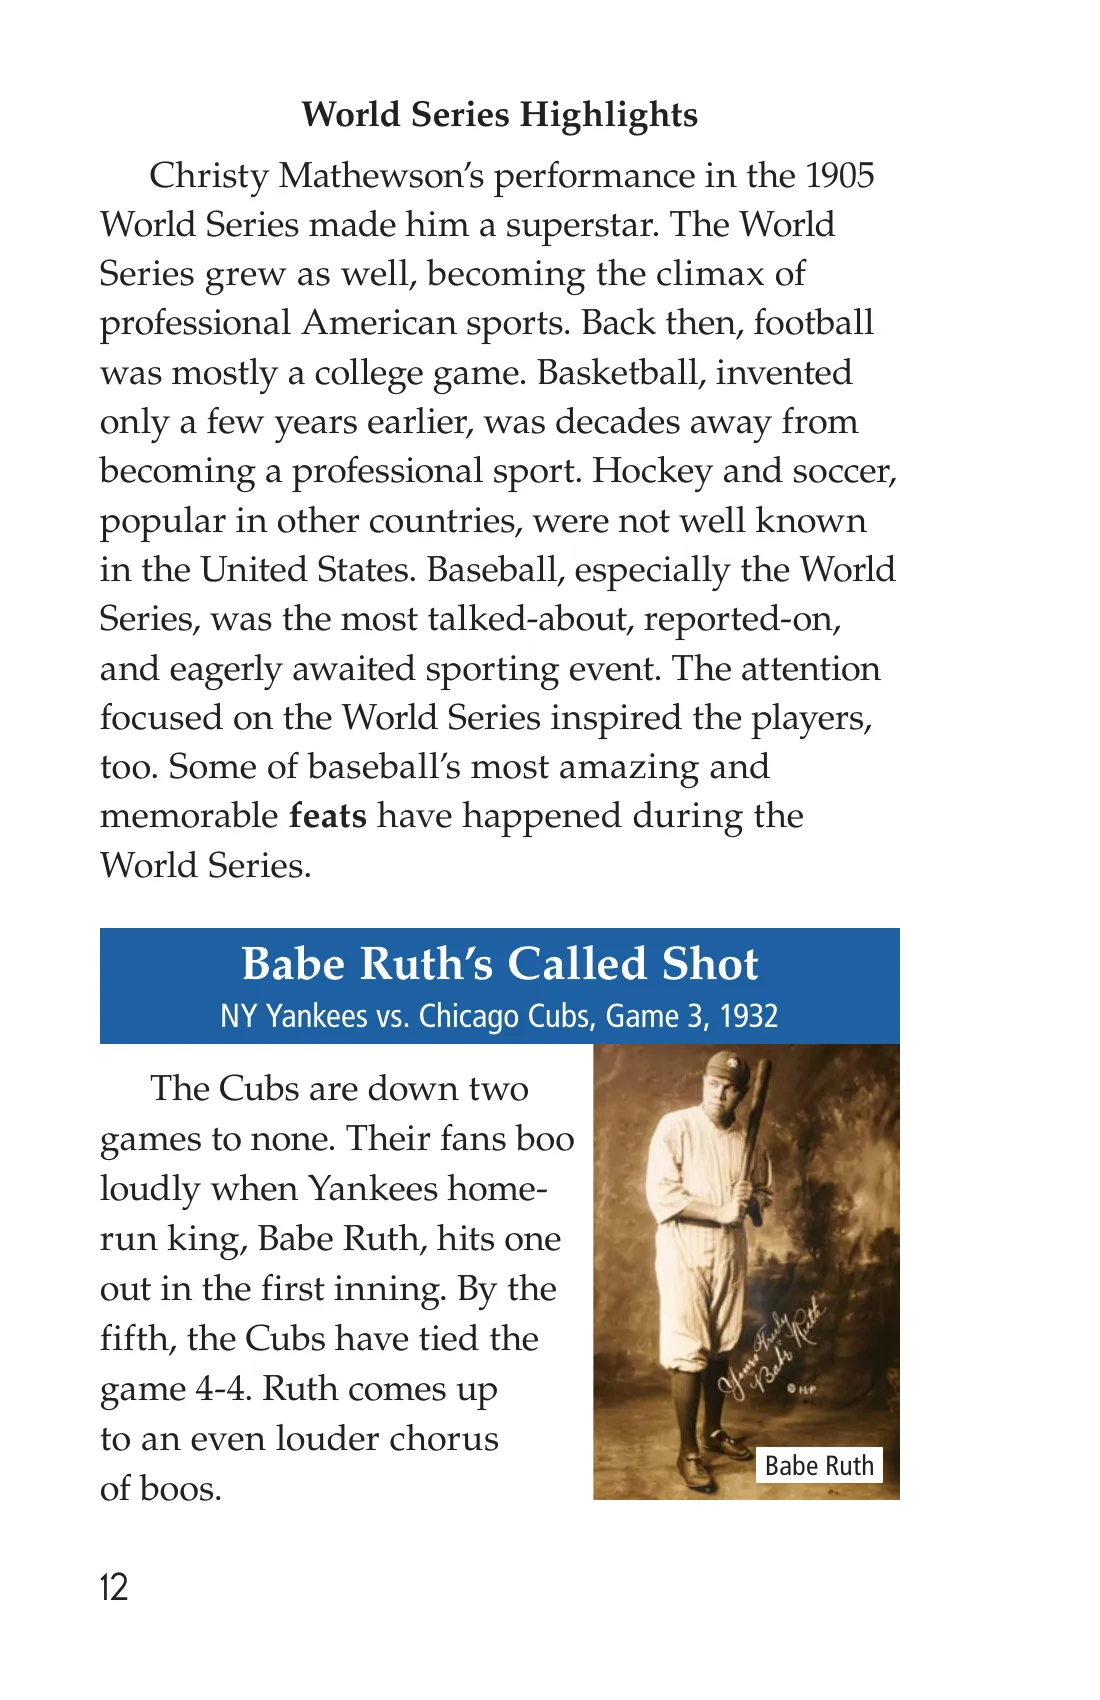 World Series Highlights
Christy Mathewson’s performance in the 1905
World Series made him a superstar. The World
Series grew as well, becoming the climax of
professional American sports. Back then, football
was mostly a college game. Basketball, invented
only a few years earlier, was decades away from
becoming a professional sport. Hockey and soccer,
popular in other countries, were not well known
in the United States. Baseball, especially the World
Series, was the most talked-about, reported-on,
and eagerly awaited sporting event. The attention
focused on the World Series inspired the players,
too. Some of baseball’s most amazing and
memorable feats have happened during the
World Series.
Babe Ruth’s Called Shot
NY Yankees vs. Chicago Cubs, Game 3, 1932
The Cubs are down two
games to none. Their fans boo
loudly when Yankees home-
run king, Babe Ruth, hits one
out in the first inning. By the
fifth, the Cubs have tied the
game 4-4. Ruth comes up
to an even louder chorus
of boos.
Yours Truly
"Babe" Ruth
Babe Ruth
12